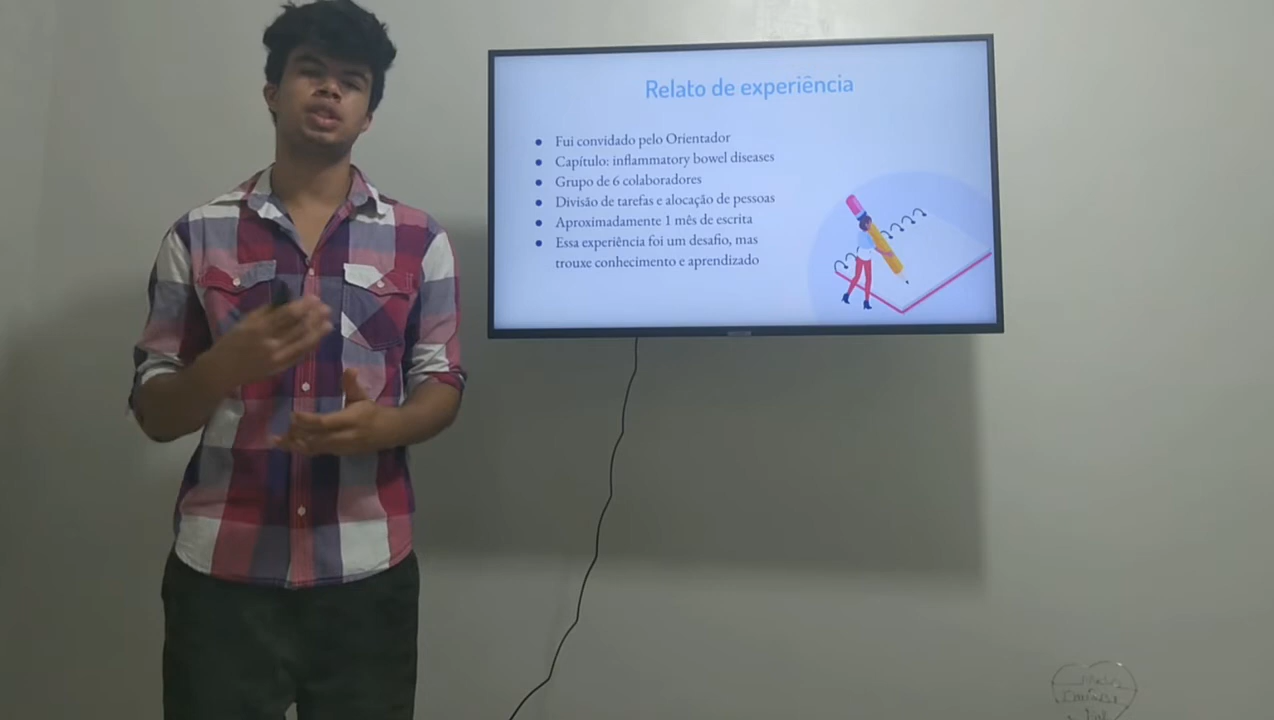 Relato de experiência
● Fui convidado pelo Orientador
● Capítulo: inflammatory bowel diseases
● Grupo de 6 colaboradores
● Divisão de tarefas e alocação de pessoas
● Aproximadamente 1 mês de escrita
● Essa experiência foi um desafio, mas
trouxe conhecimento e aprendizado